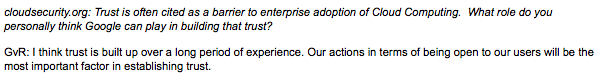 cloudsecurity.org: Trust is often cited as a barrier to enterprise adoption of Cloud Computing.  What role do you
personally think Google can play in building that trust?
GvR: I think trust is built up over a long period of experience. Our actions in terms of being open to our users will be the
most important factor in establishing trust.